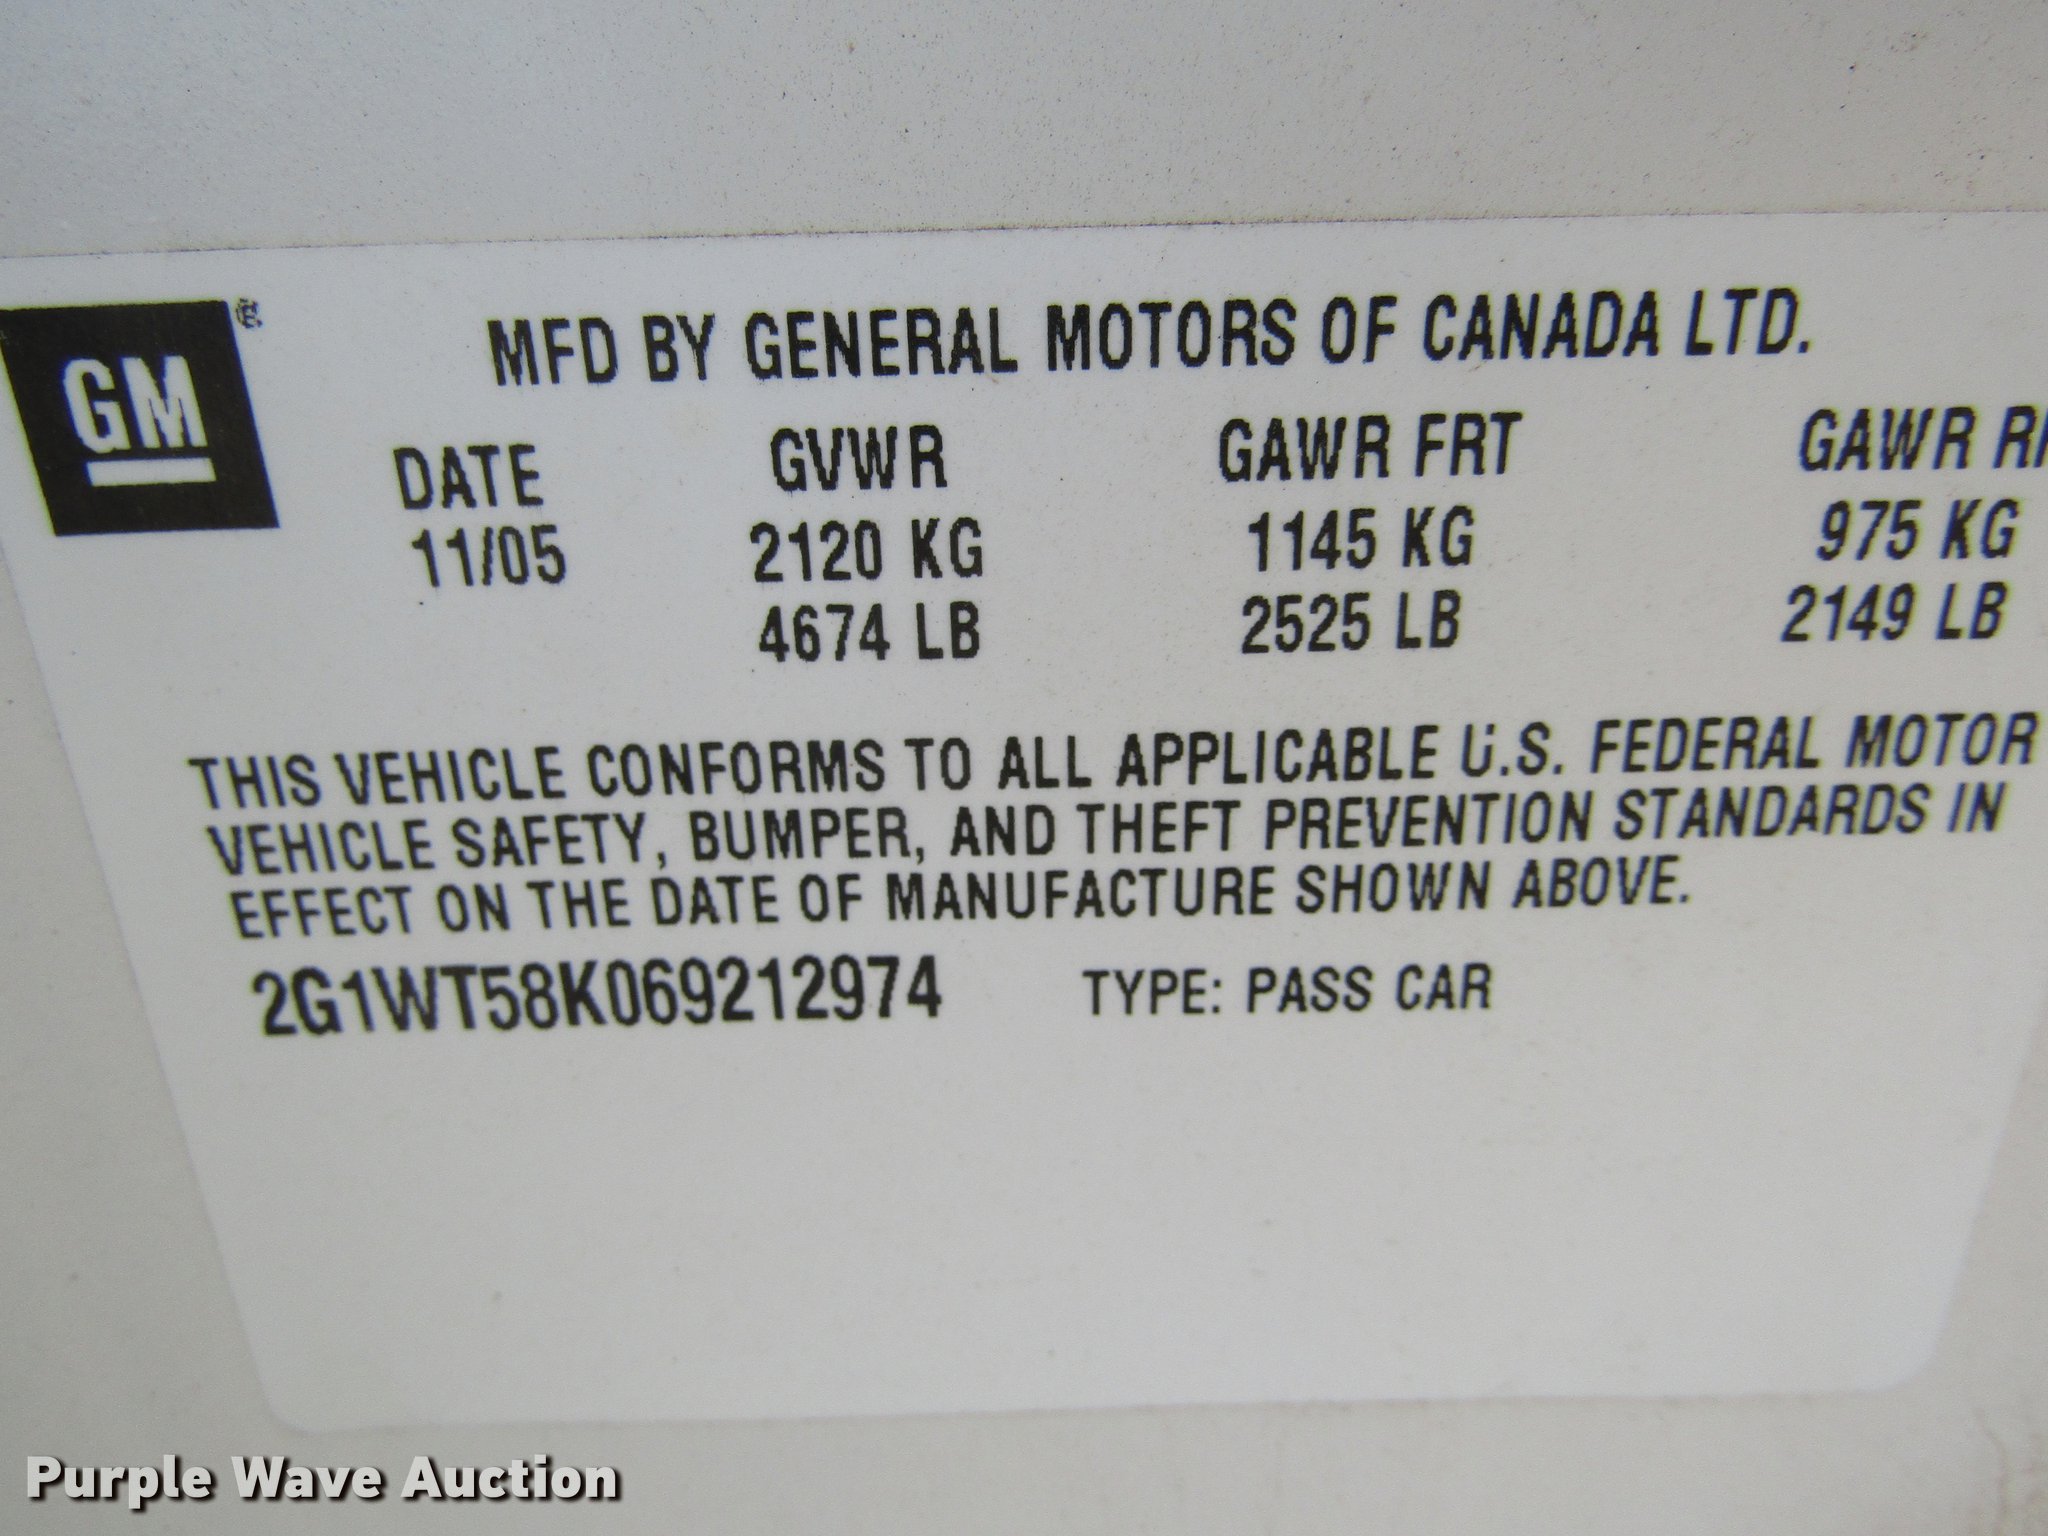 GM®
MFD BY GENERAL MOTORS OF CANADA LTD.
DATE GVWR GAWR FRT GAWR
11/05 2120 KG 1145 KG 975 KG
4674 LB 2525 LB 2149 LB
THIS VEHICLE CONFORMS TO ALL APPLICABLE U.S. FEDERAL MOTOR
VEHICLE SAFETY, BUMPER, AND THEFT PREVENTION STANDARDS IN
EFFECT ON THE DATE OF MANUFACTURE SHOWN ABOVE.
2G1WT58K069212974 TYPE: PASS CAR
Purple Wave Auction